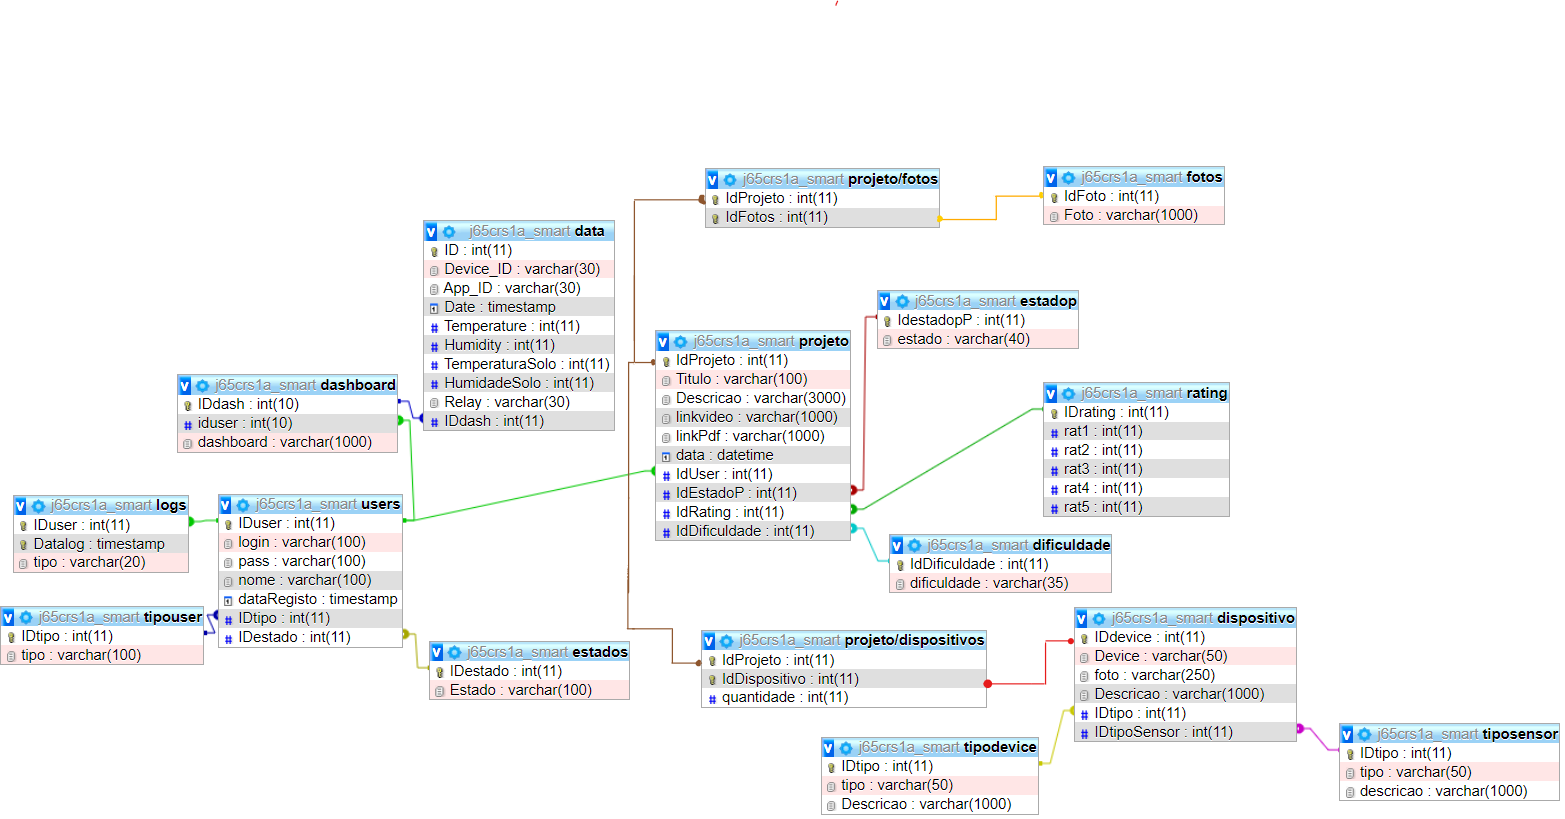 j65crs1a_smart projeto/fotos
IdProjeto : int(11)
IdFotos : int(11)
j65crs1a_smart fotos
IdFoto : int(11)
Foto : varchar(1000)
j65crs1a_smart data
ID : int(11)
Device_ID : varchar(30)
App_ID : varchar(30)
Date : timestamp
Temperature : int(11)
Humidity : int(11)
TemperaturaSolo : int(11)
HumidadeSolo : int(11)
Relay : varchar(30)
IDdash : int(11)
j65crs1a_smart estadop
IdestadopP : int(11)
estado : varchar(40)
j65crs1a_smart projeto
IdProjeto : int(11)
Titulo : varchar(100)
Descricao : varchar(3000)
linkvideo : varchar(1000)
linkPdf : varchar(1000)
data : datetime
IdUser : int(11)
IdEstadoP : int(11)
IdRating : int(11)
IdDificuldade : int(11)
j65crs1a_smart dashboard
IDdash : int(10)
iduser : int(10)
dashboard : varchar(1000)
j65crs1a_smart rating
IDrating : int(11)
rat1 : int(11)
rat2 : int(11)
rat3 : int(11)
rat4 : int(11)
rat5 : int(11)
j65crs1a_smart logs
IDuser : int(11)
Datalog : timestamp
tipo : varchar(20)
j65crs1a_smart users
IDuser : int(11)
login : varchar(100)
pass : varchar(100)
nome : varchar(100)
dataRegisto : timestamp
IDtipo : int(11)
IDestado : int(11)
j65crs1a_smart dificuldade
IdDificuldade : int(11)
dificuldade : varchar(35)
j65crs1a_smart tipouser
IDtipo : int(11)
tipo : varchar(100)
j65crs1a_smart estados
IDestado : int(11)
Estado : varchar(100)
j65crs1a_smart projeto/dispositivos
IdProjeto : int(11)
IdDispositivo : int(11)
quantidade : int(11)
j65crs1a_smart dispositivo
IDdevice : int(11)
Device : varchar(50)
foto : varchar(250)
Descricao : varchar(1000)
IDtipo : int(11)
IDtipoSensor : int(11)
j65crs1a_smart tipodevice
IDtipo : int(11)
tipo : varchar(50)
Descricao : varchar(1000)
j65crs1a_smart tiposensor
IDtipo : int(11)
tipo : varchar(50)
descricao : varchar(1000)